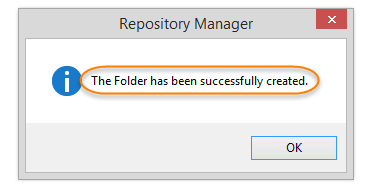 Repository Manager
The Folder has been successfully created.
OK